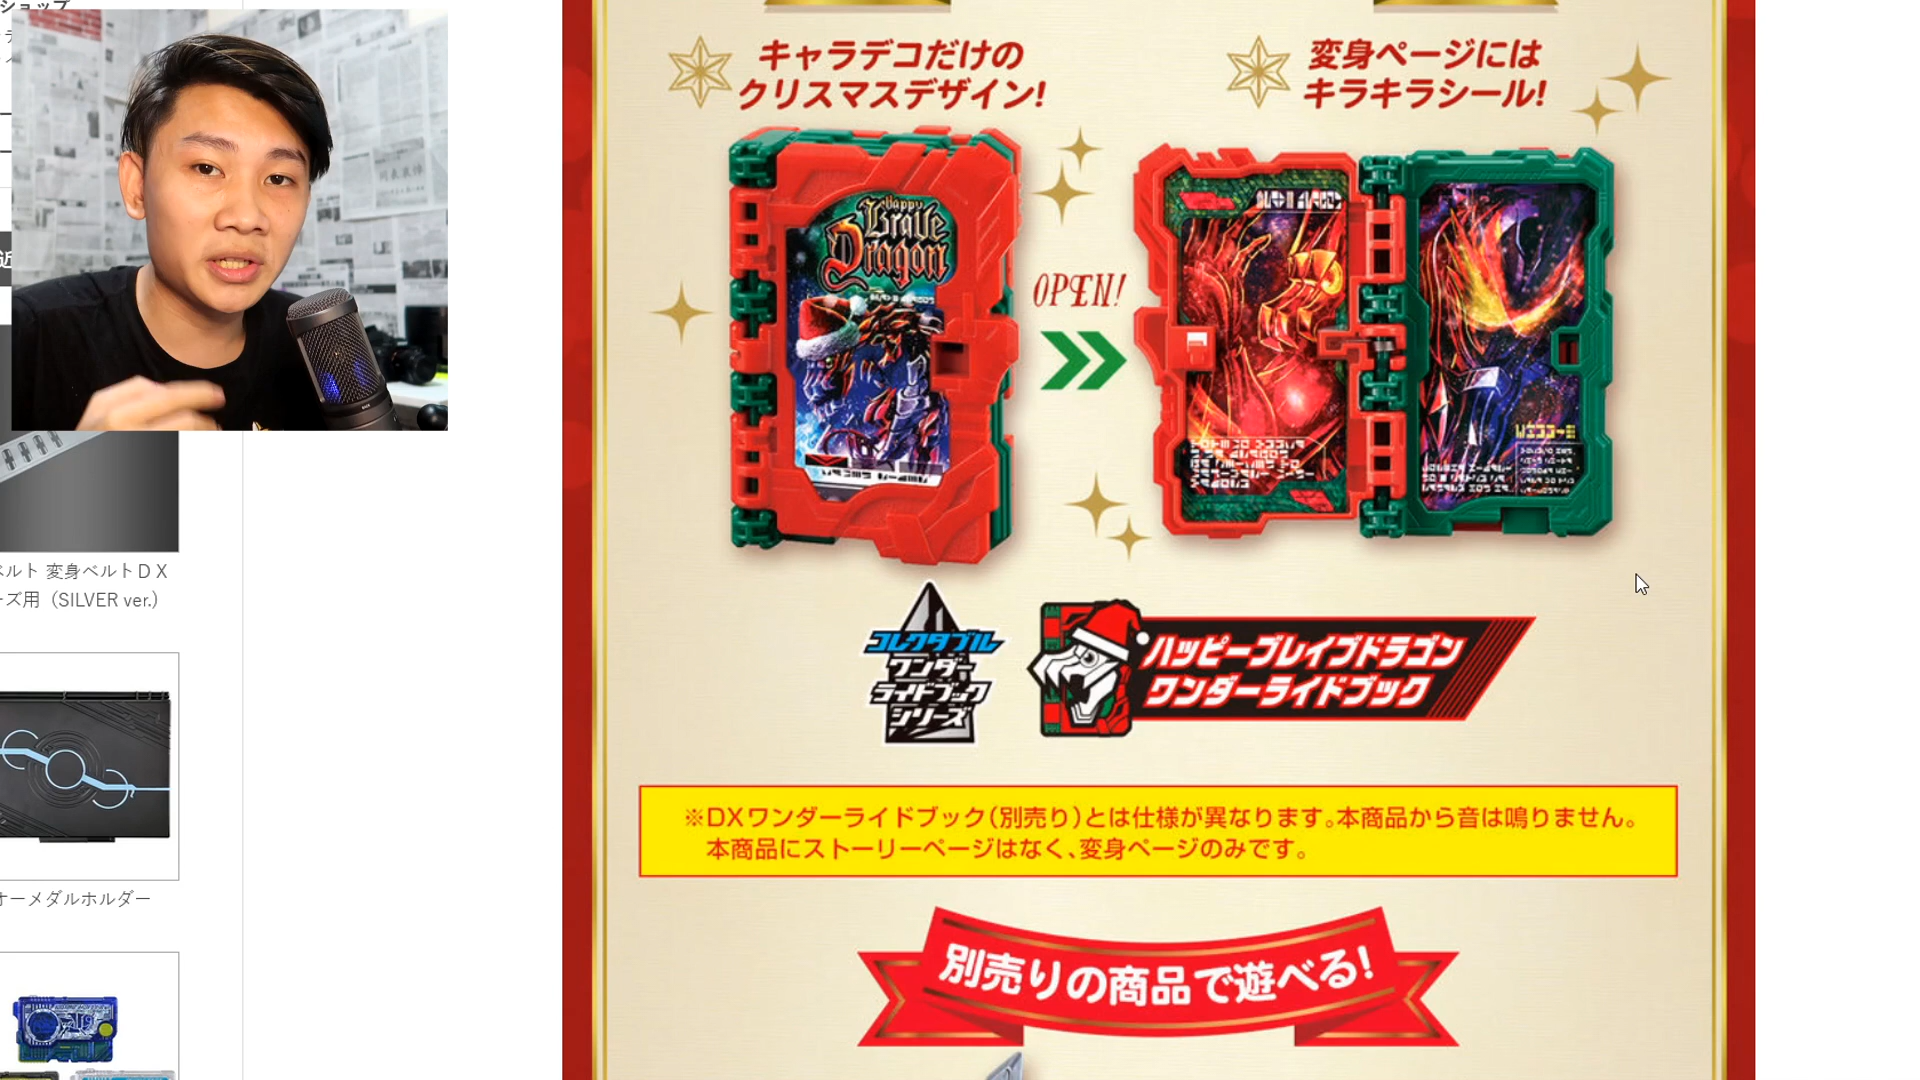 ショップ
キャラデコだけの
クリスマスデザイン!
変身ページには
キラキラシール!
Happy
Brave
Dragon
OPEN!
コレクタブル
ワンダー
ライドブック
シリーズ
ハッピーブレイブドラゴン
ワンダーライドブック
※DXワンダーライドブック(別売り)とは仕様が異なります。本商品から音は鳴りません。
本商品にストーリーページはなく、変身ページのみです。
別売りの商品で遊べる!
近
ベルト 変身ベルトDX
ーズ用(SILVER ver.)
オーメダルホルダー